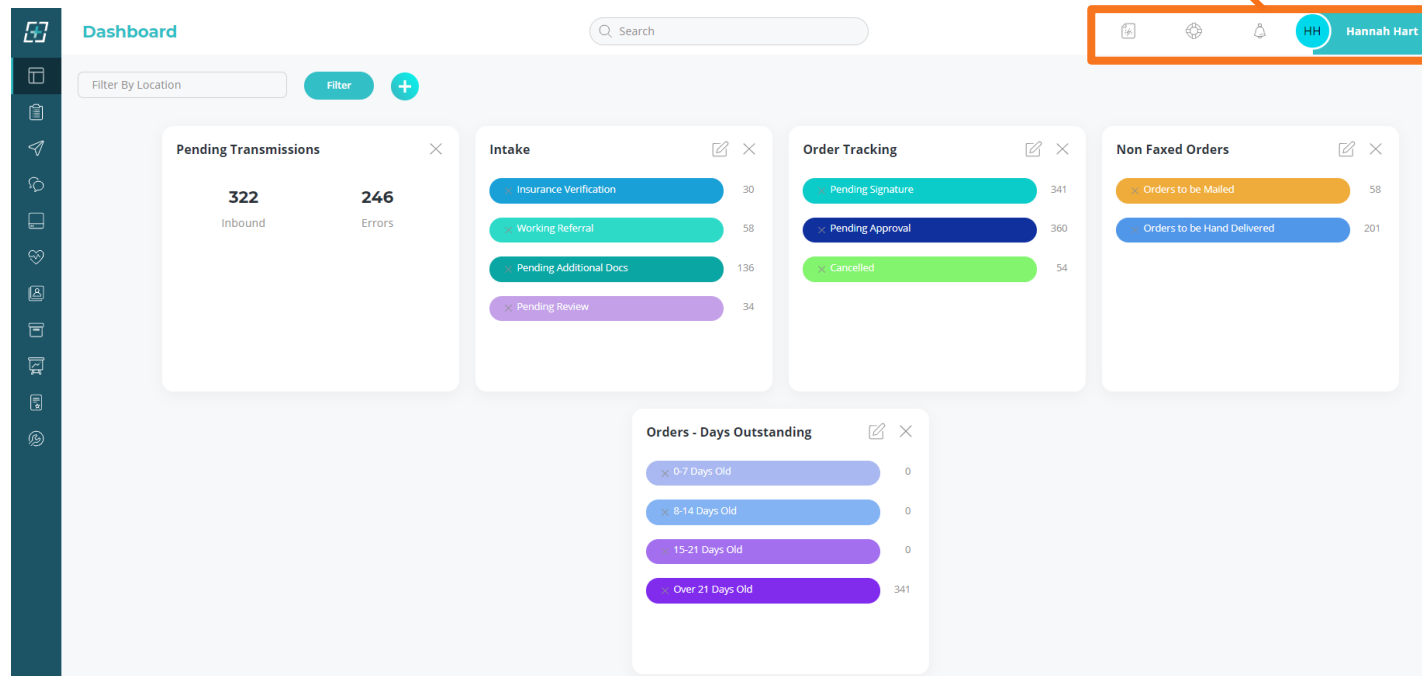 Dashboard
Search
HH
Hannah Hart
Filter By Location
Filter
Pending Transmissions
322
246
Inbound
Errors
Intake
Insurance Verification 30
Working Referral 58
Pending Additional Docs 136
Pending Review 34
Order Tracking
Pending Signature 341
Pending Approval 360
Cancelled 54
Non Faxed Orders
Orders to be Mailed 58
Orders to be Hand Delivered 201
Orders - Days Outstanding
0-7 Days Old 0
8-14 Days Old 0
15-21 Days Old 0
Over 21 Days Old 341